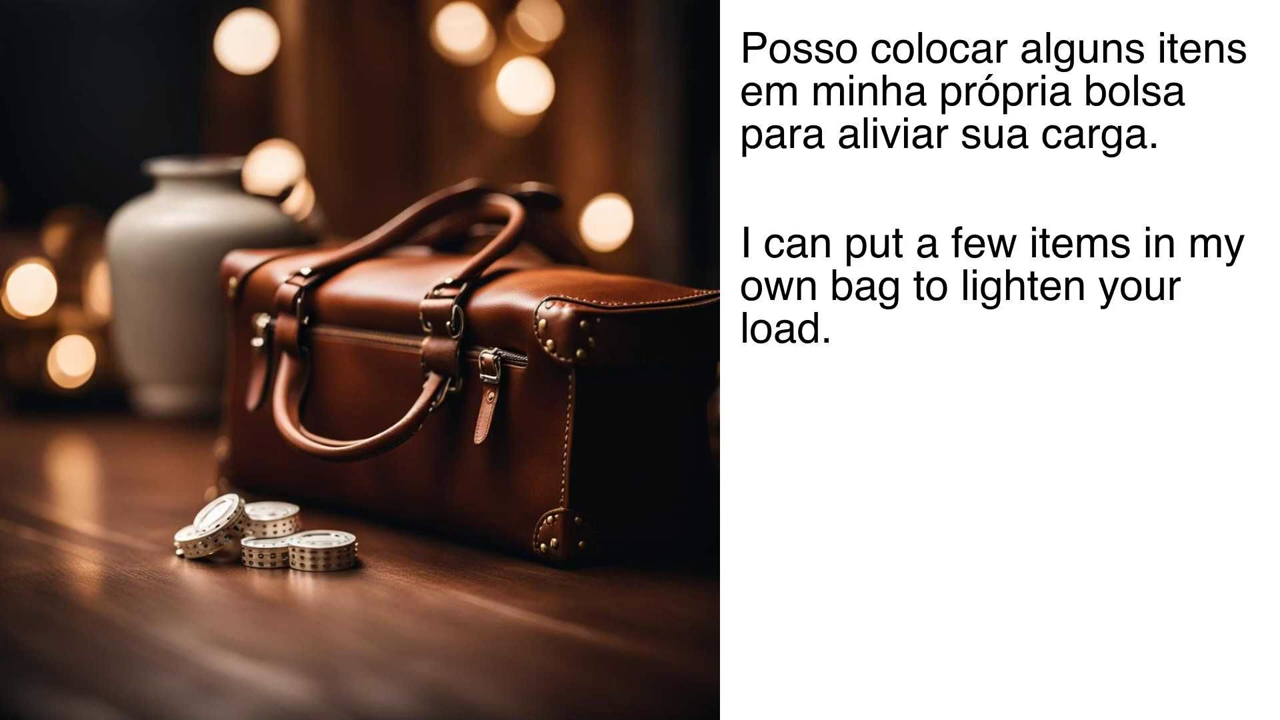 Posso colocar alguns itens
em minha própria bolsa
para aliviar sua carga.
I can put a few items in my
own bag to lighten your
load.